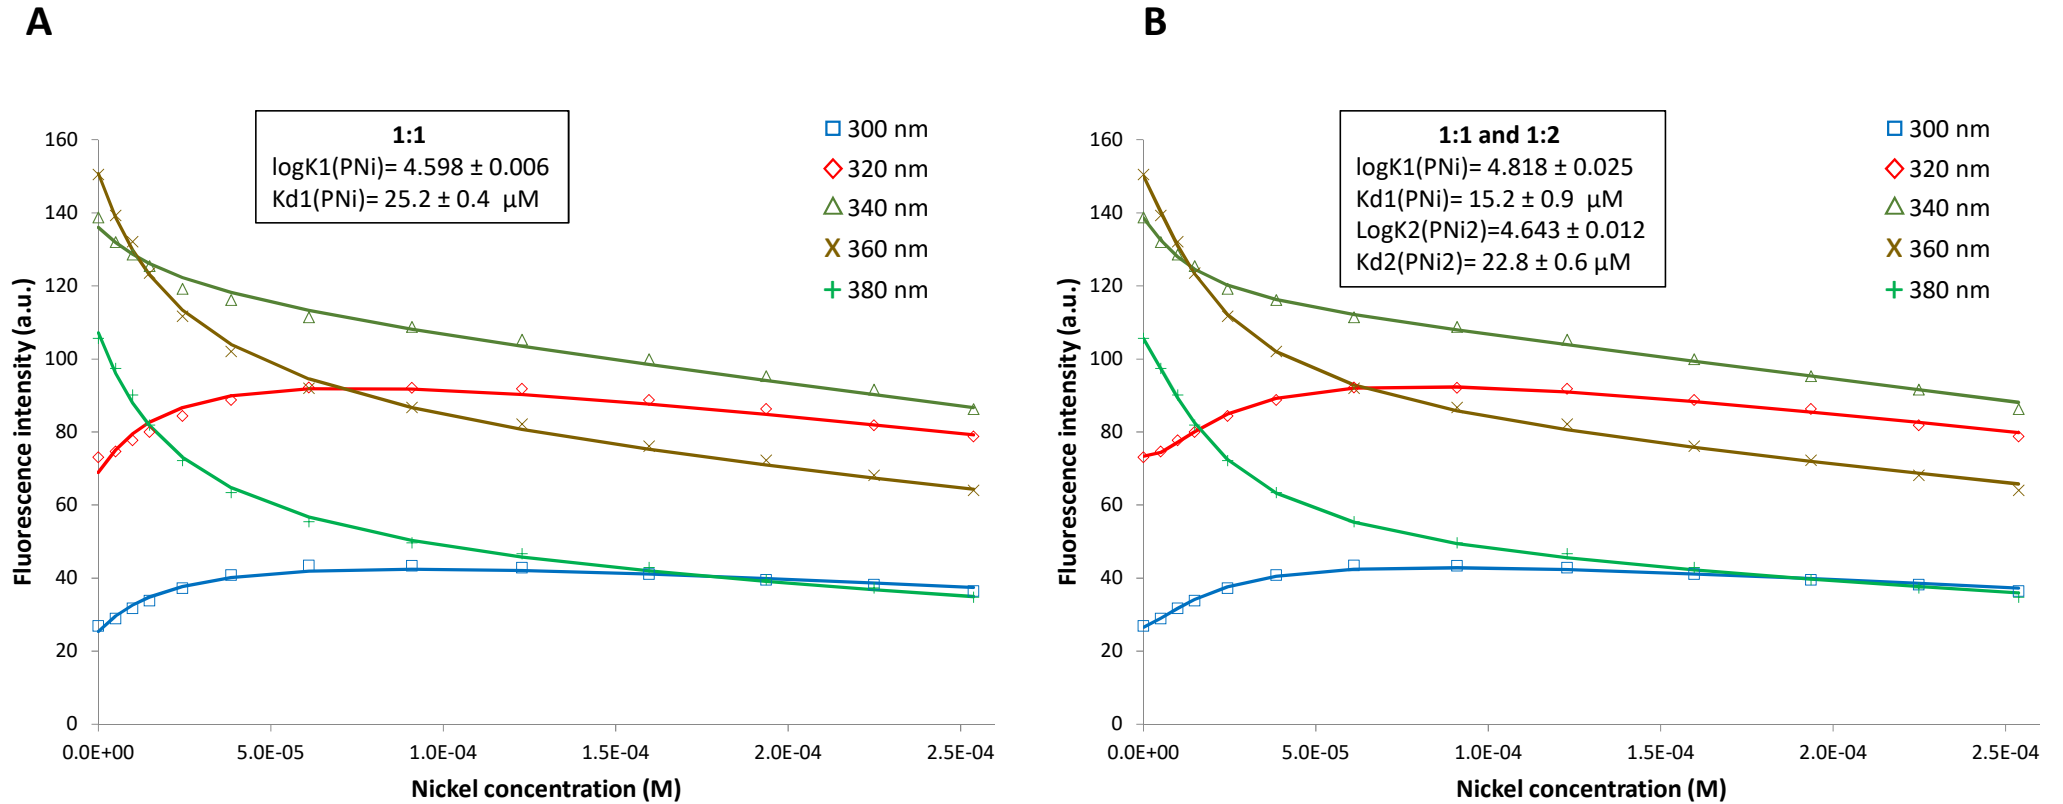 A
1:1
logK1(PNi)= 4.598 ± 0.006
Kd1(PNi)= 25.2 ± 0.4 μM
300 nm
320 nm
340 nm
360 nm
380 nm
Fluorescence intensity (a.u.)
160
140
120
100
80
60
40
20
0
0.0E+00 5.0E-05 1.0E-04 1.5E-04 2.0E-04 2.5E-04
Nickel concentration (M)
B
1:1 and 1:2
logK1(PNi)= 4.818 ± 0.025
Kd1(PNi)= 15.2 ± 0.9 μM
LogK2(PNi2)=4.643 ± 0.012
Kd2(PNi2)= 22.8 ± 0.6 μM
300 nm
320 nm
340 nm
360 nm
380 nm
Fluorescence intensity (a.u.)
160
140
120
100
80
60
40
20
0
0.0E+00 5.0E-05 1.0E-04 1.5E-04 2.0E-04 2.5E-04
Nickel concentration (M)